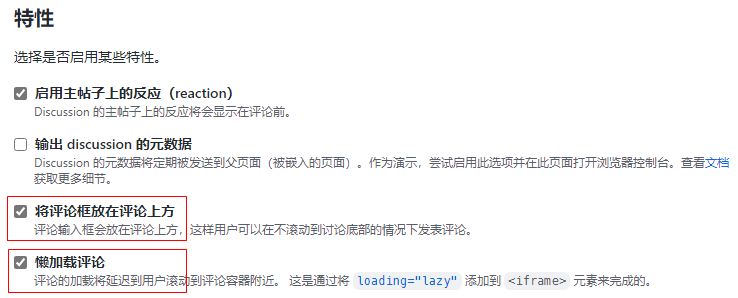 特性
选择是否启用某些特性。
启用主帖子上的反应（reaction）
Discussion 的主帖子上的反应将会显示在评论前。
输出 discussion 的元数据
Discussion 的元数据将定期被发送到父页面（被嵌入的页面）。作为演示，尝试启用此选项并在此页面打开浏览器控制台。查看文档
获取更多细节。
将评论框放在评论上方
评论输入框会放在评论上方，这样用户可以在不滚动到讨论底部的情况下发表评论。
懒加载评论
评论的加载将延迟到用户滚动到评论容器附近。 这是通过将 loading="lazy" 添加到 <iframe> 元素来完成的。